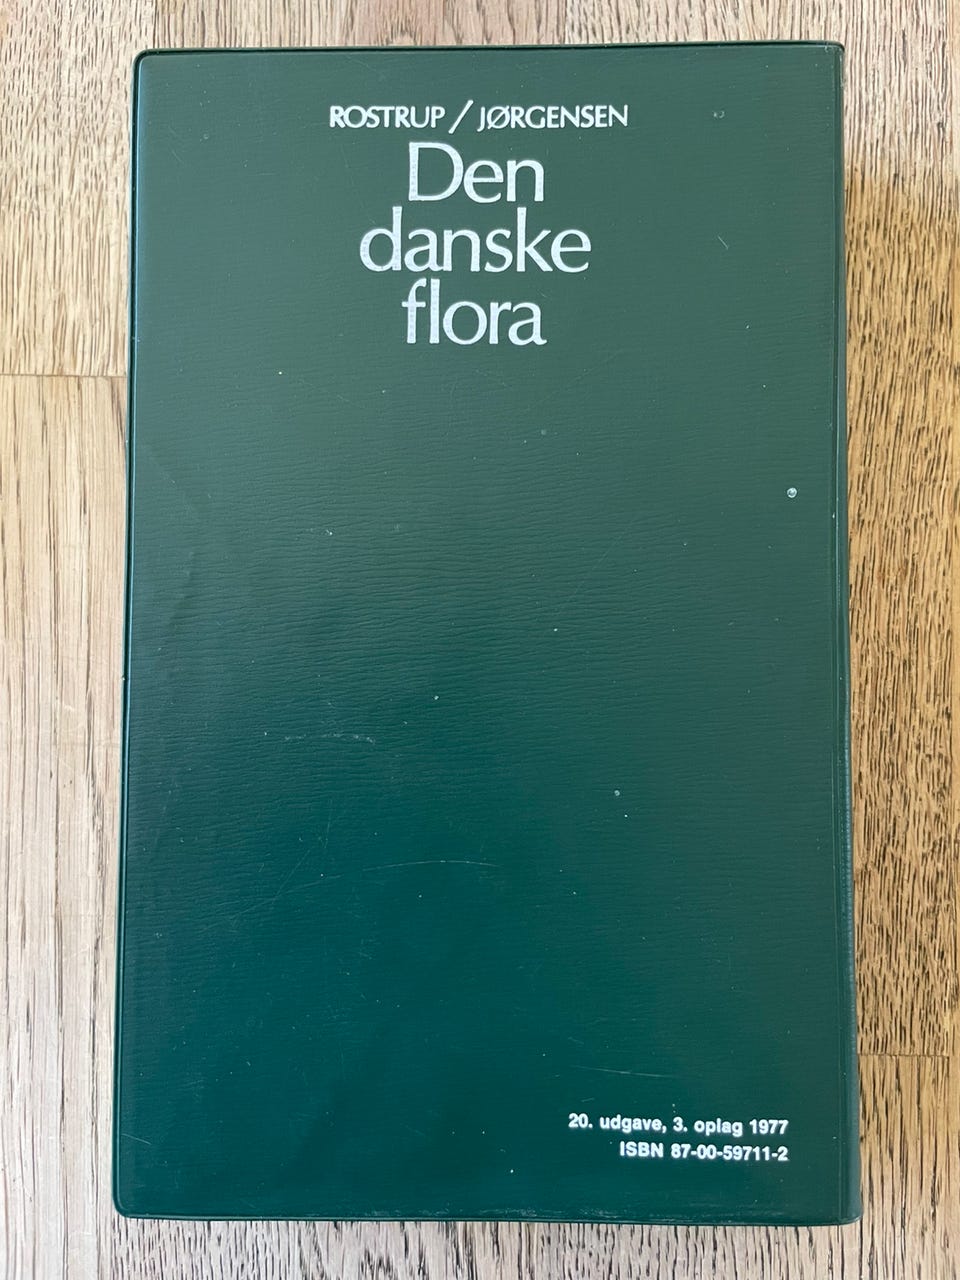 ROSTRUP / JØRGENSEN
Den
danske
flora
20. udgave, 3. oplag 1977
ISBN 87-00-59711-2